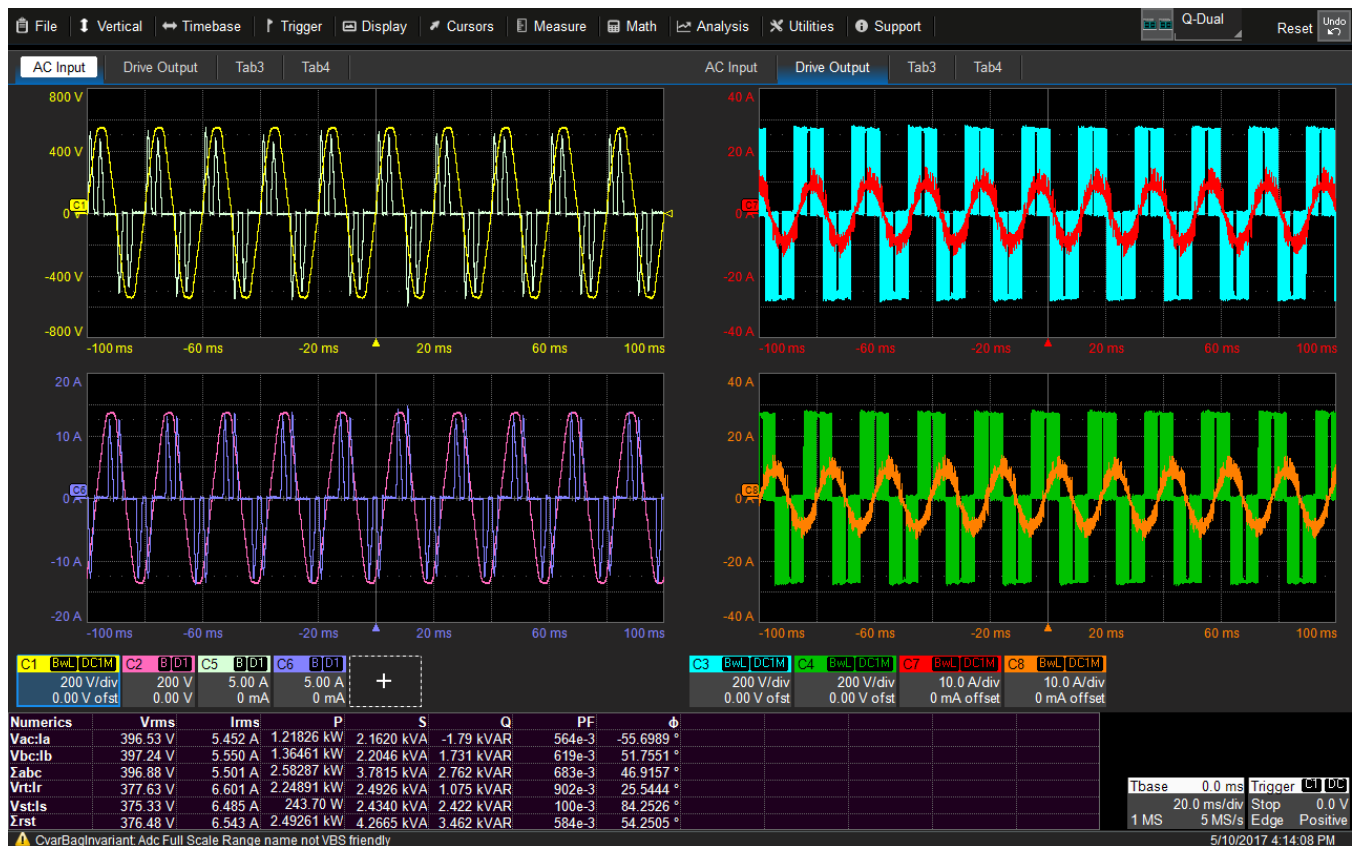 File Vertical Timebase Trigger Display Cursors Measure Math Analysis Utilities Support Q-Dual Reset Undo
AC Input Drive Output Tab3 Tab4
AC Input Drive Output Tab3 Tab4
800 V
400 V
C1
0 V
-400 V
-800 V
-100 ms -60 ms -20 ms 20 ms 60 ms 100 ms
40 A
20 A
C7
0 A
-20 A
-40 A
-100 ms -60 ms -20 ms 20 ms 60 ms 100 ms
20 A
10 A
C6
0 A
-10 A
-20 A
-100 ms -60 ms -20 ms 20 ms 60 ms 100 ms
40 A
20 A
C8
0 A
-20 A
-40 A
-100 ms -60 ms -20 ms 20 ms 60 ms 100 ms
C1 BwL DC1M C2 B D1 C5 B D1 C6 B D1
200 V/div 200 V 5.00 A 5.00 A +
0.00 V ofst 0.00 V 0 mA 0 mA
C3 BwL DC1M C4 BwL DC1M C7 BwL DC1M C8 BwL DC1M
200 V/div 200 V/div 10.0 A/div 10.0 A/div
0.00 V ofst 0.00 V ofst 0 mA offset 0 mA offset
Numerics Vrms Irms P S Q PF ϕ
Vac:Ia 396.53 V 5.452 A 1.21826 kW 2.1620 kVA -1.79 kVAR 564e-3 -55.6989 °
Vbc:Ib 397.24 V 5.550 A 1.36461 kW 2.2046 kVA 1.731 kVAR 619e-3 51.7551 °
Σabc 396.88 V 5.501 A 2.58287 kW 3.7815 kVA 2.762 kVAR 683e-3 46.9157 °
Vrt:Ir 377.63 V 6.601 A 2.24891 kW 2.4926 kVA 1.075 kVAR 902e-3 25.5444 °
Vst:Is 375.33 V 6.485 A 243.70 W 2.4340 kVA 2.422 kVAR 100e-3 84.2526 °
Σrst 376.48 V 6.543 A 2.49261 kW 4.2665 kVA 3.462 kVAR 584e-3 54.2505 °
Tbase 0.0 ms Trigger C1 DC
20.0 ms/div Stop 0.0 V
1 MS 5 MS/s Edge Positive
CvarBagInvariant: Adc Full Scale Range name not VBS friendly
5/10/2017 4:14:08 PM